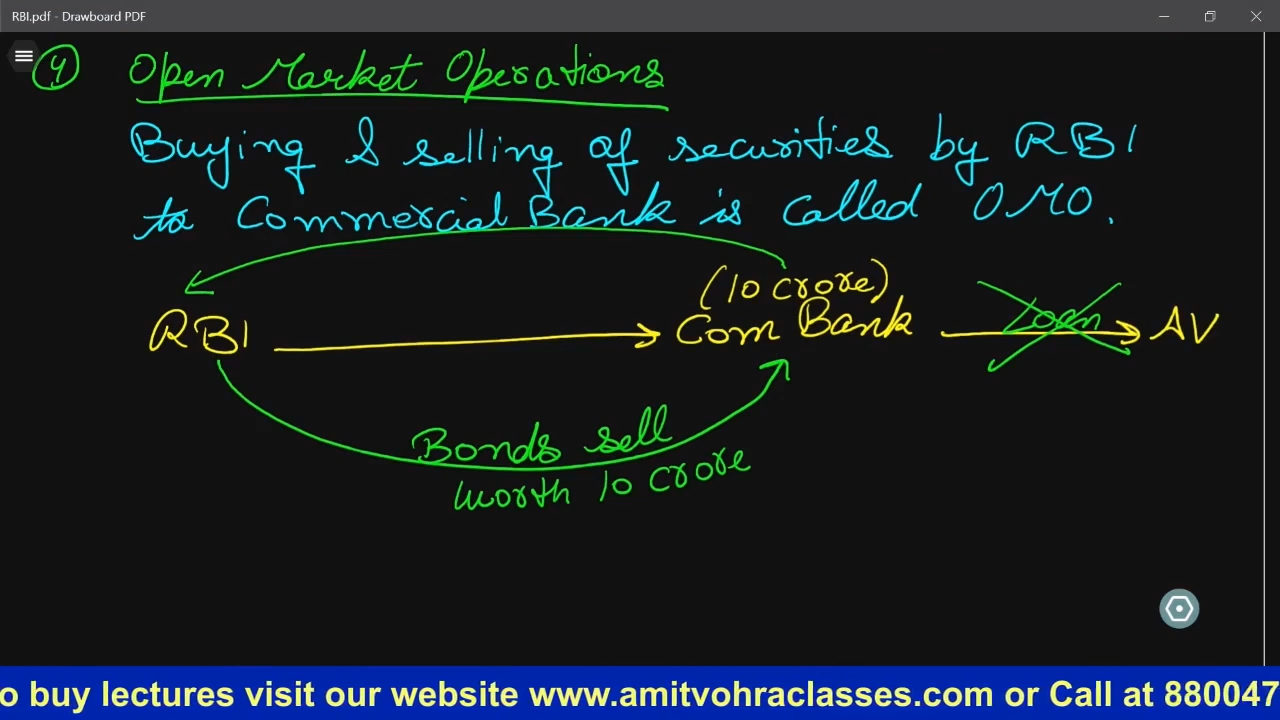 RBI.pdf - Drawboard PDF
4 Open Market Operations
Buying & selling of securities by RBI
to Commercial Bank is called OMO.
(10 crore)
RBI Com Bank Loan AV
Bonds sell
worth 10 crore
o buy lectures visit our website www.amitvohraclasses.com or Call at 880047